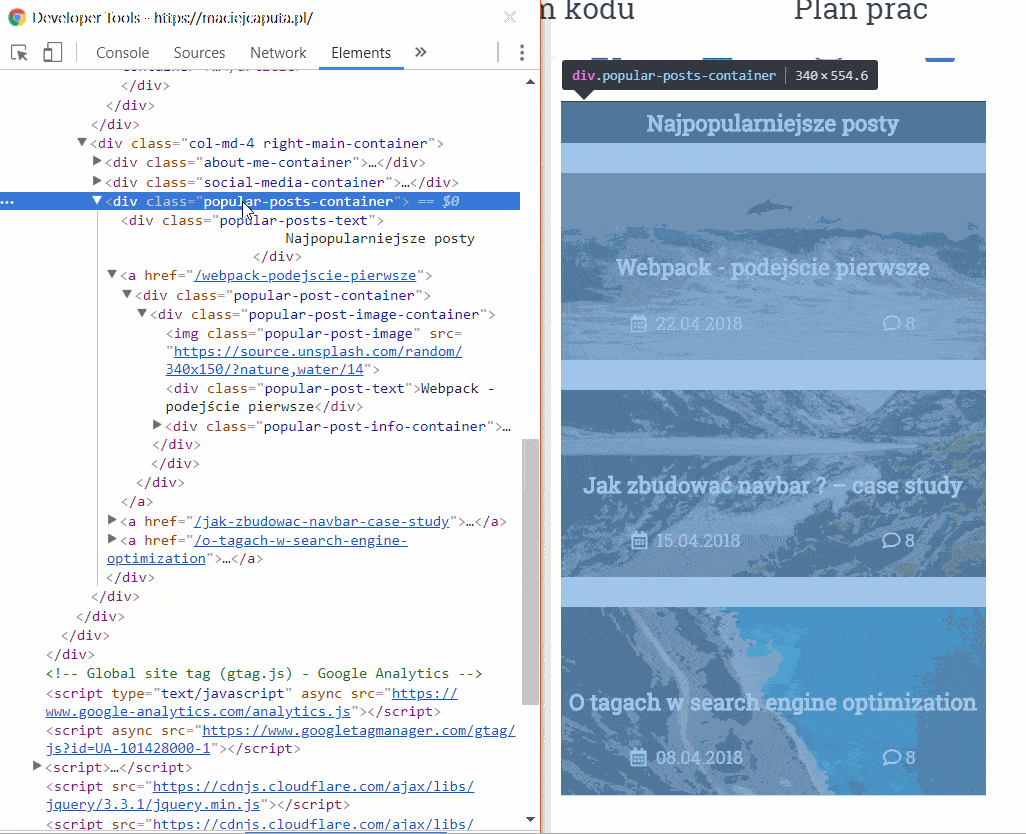 Developer Tools - https://maciejcaputa.pl/
Console Sources Network Elements »
</div>
</div>
</div>
▼<div class="col-md-4 right-main-container">
▶<div class="about-me-container">…</div>
▶<div class="social-media-container">…</div>
▼<div class="popular-posts-container"> == $0
<div class="popular-posts-text">
Najpopularniejsze posty
</div>
▼<a href="/webpack-podejscie-pierwsze">
▼<div class="popular-post-container">
▼<div class="popular-post-image-container">
<img class="popular-post-image" src=
"https://source.unsplash.com/random/
340x150/?nature,water/14">
<div class="popular-post-text">Webpack -
podejście pierwsze</div>
▶<div class="popular-post-info-container">…
</div>
</div>
</div>
</a>
▶<a href="/jak-zbudowac-navbar-case-study">…</a>
▶<a href="/o-tagach-w-search-engine-
optimization">…</a>
</div>
</div>
</div>
</div>
</div>
<!-- Global site tag (gtag.js) - Google Analytics -->
<script type="text/javascript" async src="https://
www.google-analytics.com/analytics.js"></script>
<script async src="https://www.googletagmanager.com/gtag/
js?id=UA-101428000-1"></script>
▶<script>…</script>
<script src="https://cdnjs.cloudflare.com/ajax/libs/
jquery/3.3.1/jquery.min.js"></script>
<script src="https://cdnjs.cloudflare.com/ajax/libs/
m kodu
Plan prac
div.popular-posts-container | 340×554.6
Najpopularniejsze posty
Webpack - podejście pierwsze
22.04.2018 8
Jak zbudować navbar ? – case study
15.04.2018 8
O tagach w search engine optimization
08.04.2018 8